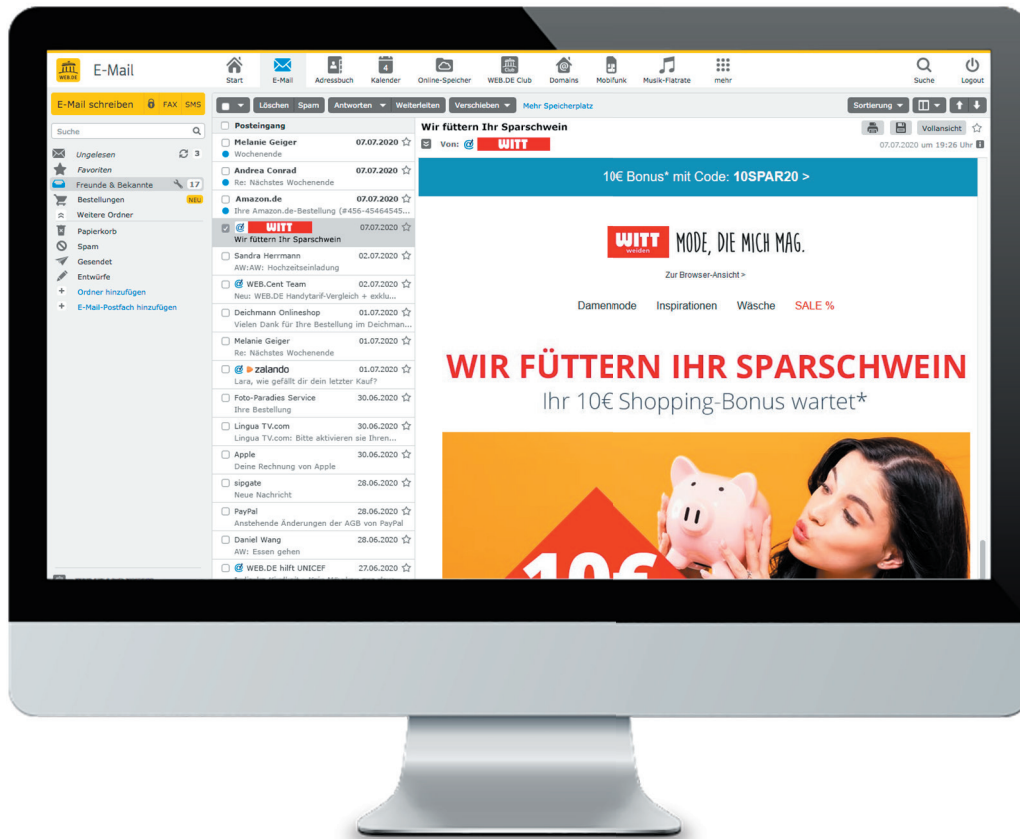 WEB.DE
E-Mail
Start
E-Mail
Adressbuch
4
Kalender
Online-Speicher
Club
WEB.DE Club
Domains
Mobilfunk
Musik-Flatrate
mehr
Suche
Logout
E-Mail schreiben FAX SMS
Suche
Ungelesen 3
Favoriten
Freunde & Bekannte 17
Bestellungen NEU
Weitere Ordner
Papierkorb
Spam
Gesendet
Entwürfe
Ordner hinzufügen
E-Mail-Postfach hinzufügen
Löschen Spam Antworten Weiterleiten Verschieben Mehr Speicherplatz
Sortierung
Posteingang
Melanie Geiger 07.07.2020
Wochenende
Andrea Conrad 07.07.2020
Re: Nächstes Wochenende
Amazon.de 07.07.2020
Ihre Amazon.de-Bestellung (#456-45464545...
WITT 07.07.2020
Wir füttern Ihr Sparschwein
Sandra Herrmann 02.07.2020
AW:AW: Hochzeitseinladung
WEB.Cent Team 02.07.2020
Neu: WEB.DE Handytarif-Vergleich + exklu...
Deichmann Onlineshop 01.07.2020
Vielen Dank für Ihre Bestellung im Deichman...
Melanie Geiger 01.07.2020
Re: Nächstes Wochenende
zalando 01.07.2020
Lara, wie gefällt dir dein letzter Kauf?
Foto-Paradies Service 30.06.2020
Ihre Bestellung
Lingua TV.com 30.06.2020
Lingua TV.com: Bitte aktivieren sie Ihren...
Apple 30.06.2020
Deine Rechnung von Apple
sipgate 28.06.2020
Neue Nachricht
PayPal 28.06.2020
Anstehende Änderungen der AGB von PayPal
Daniel Wang 28.06.2020
AW: Essen gehen
WEB.DE hilft UNICEF 27.06.2020
Wir füttern Ihr Sparschwein
Vollansicht
Von: WITT
07.07.2020 um 19:26 Uhr
10€ Bonus* mit Code: 10SPAR20 >
WITT weiden MODE, DIE MICH MAG.
Zur Browser-Ansicht >
Damenmode Inspirationen Wäsche SALE %
WIR FÜTTERN IHR SPARSCHWEIN
Ihr 10€ Shopping-Bonus wartet*
10€